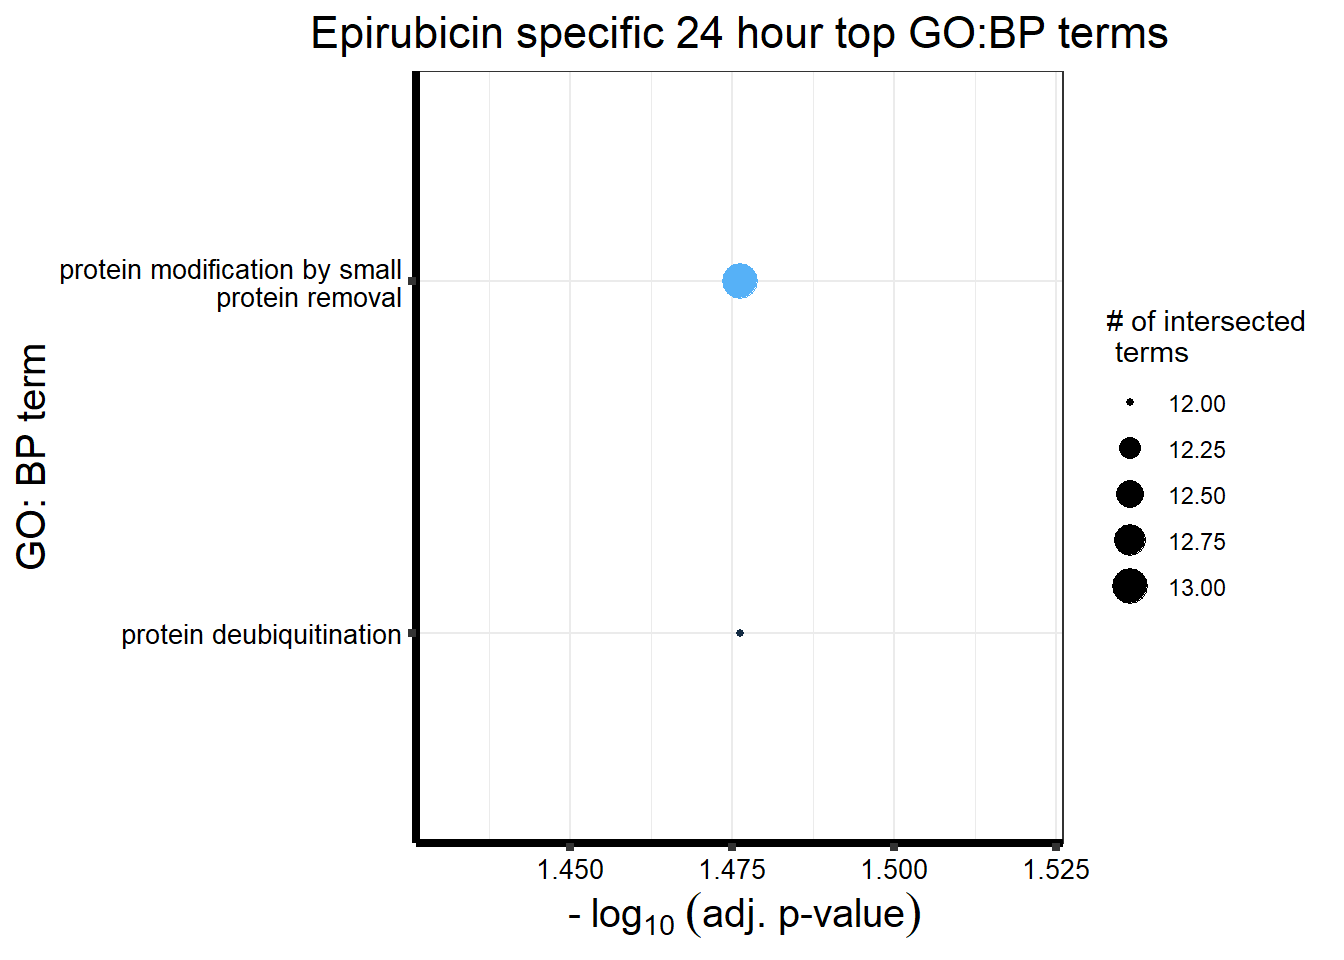 Epirubicin specific 24 hour top GO:BP terms
GO: BP term
protein modification by small
protein removal
protein deubiquitination
1.450 1.475 1.500 1.525
- log10 (adj. p-value)
# of intersected
terms
12.00
12.25
12.50
12.75
13.00